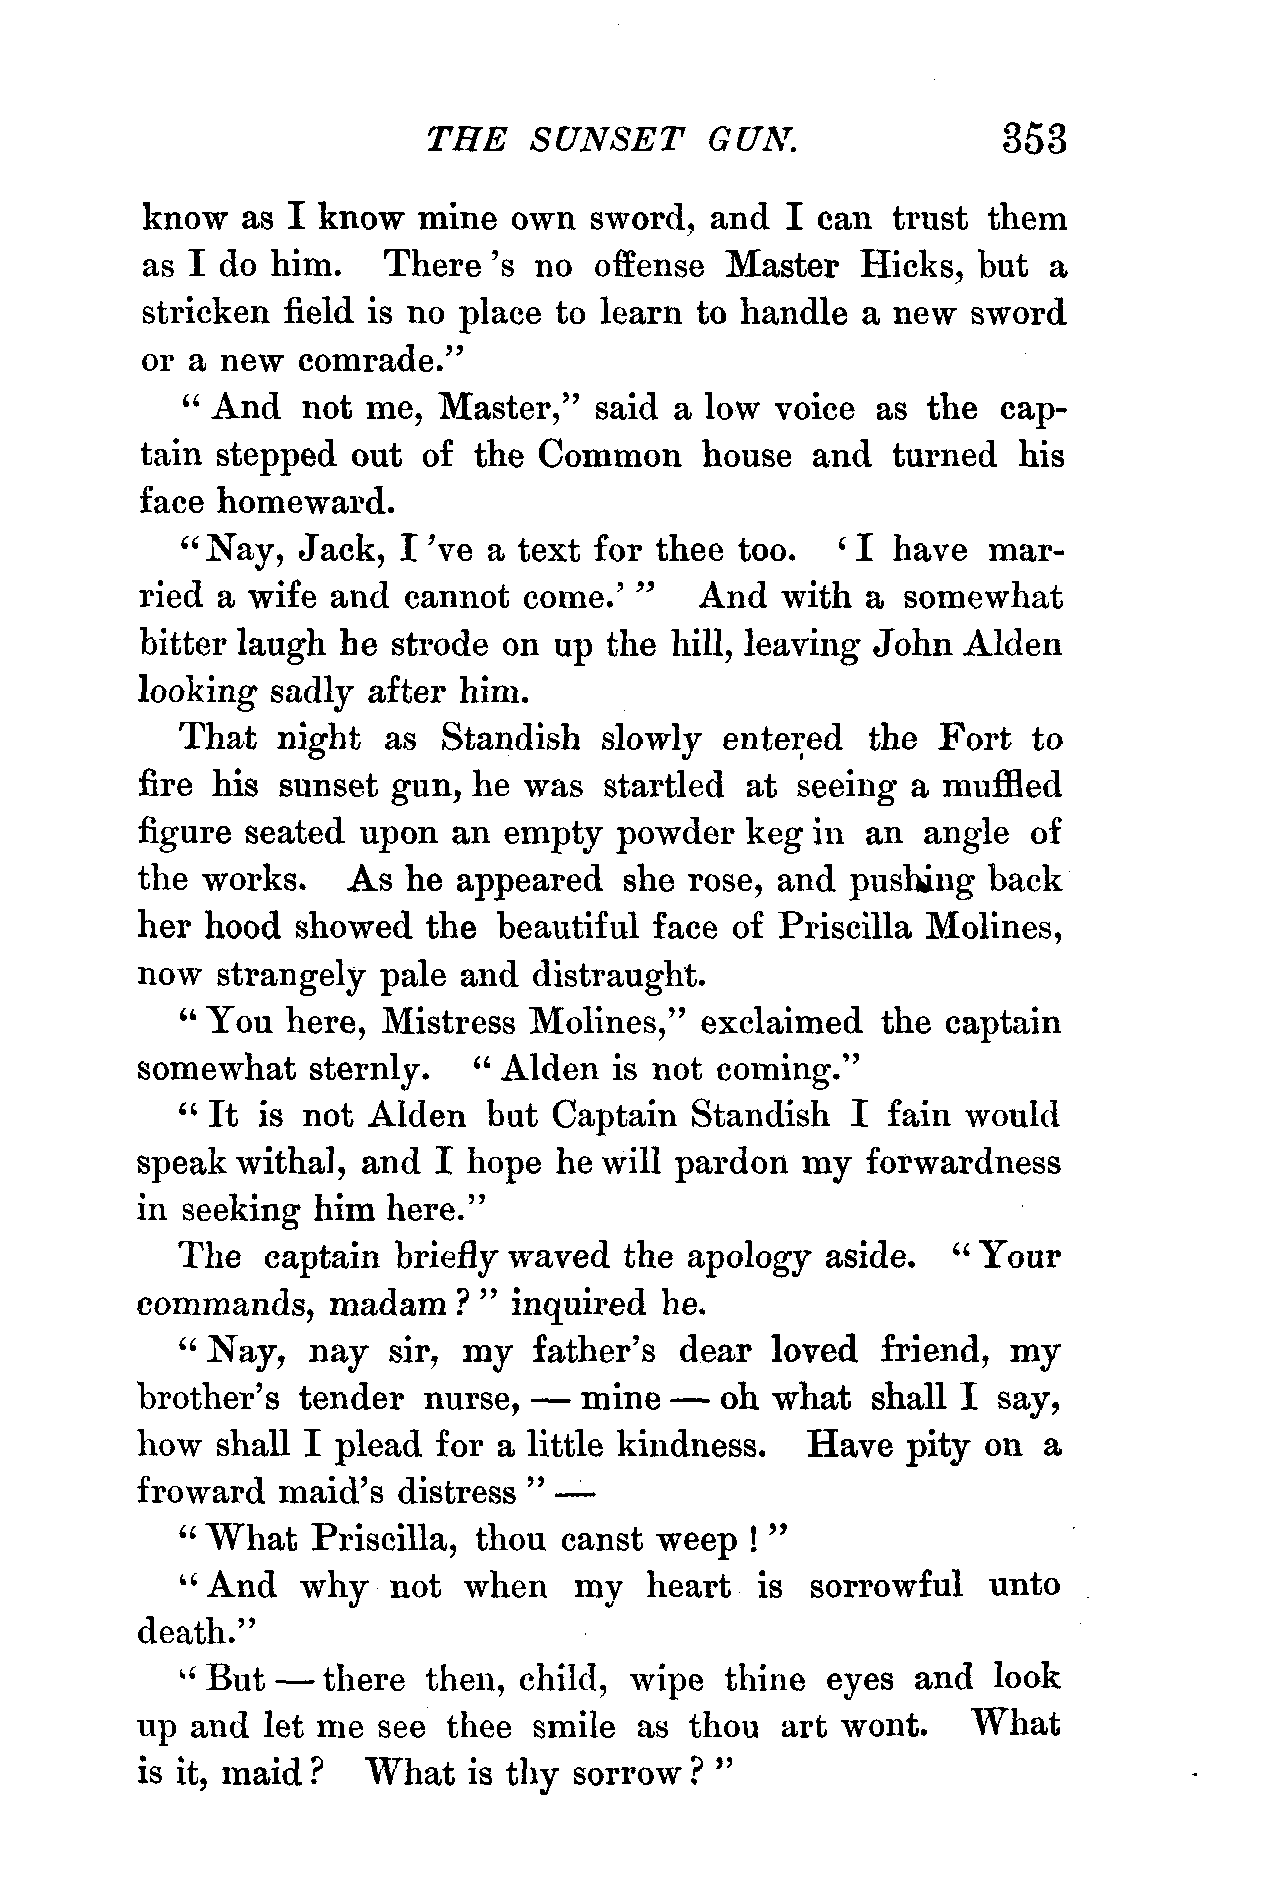 THE SUNSET GUN. 353
know as I know mine own sword, and I can trust them
as I do him. There 's no offense Master Hicks, but a
stricken field is no place to learn to handle a new sword
or a new comrade."
" And not me, Master," said a low voice as the cap-
tain stepped out of the Common house and turned his
face homeward.
"Nay, Jack, I 've a text for thee too. ' I have mar-
ried a wife and cannot come.' " And with a somewhat
bitter laugh he strode on up the hill, leaving John Alden
looking sadly after him.
That night as Standish slowly entered the Fort to
fire his sunset gun, he was startled at seeing a muffled
figure seated upon an empty powder keg in an angle of
the works. As he appeared she rose, and pushing back
her hood showed the beautiful face of Priscilla Molines,
now strangely pale and distraught.
" You here, Mistress Molines," exclaimed the captain
somewhat sternly. " Alden is not coming."
" It is not Alden but Captain Standish I fain would
speak withal, and I hope he will pardon my forwardness
in seeking him here."
The captain briefly waved the apology aside. " Your
commands, madam ? " inquired he.
" Nay, nay sir, my father's dear loved friend, my
brother's tender nurse, — mine — oh what shall I say,
how shall I plead for a little kindness. Have pity on a
froward maid's distress " —
" What Priscilla, thou canst weep ! "
" And why not when my heart is sorrowful unto
death."
" But — there then, child, wipe thine eyes and look
up and let me see thee smile as thou art wont. What
is it, maid ? What is thy sorrow ? "